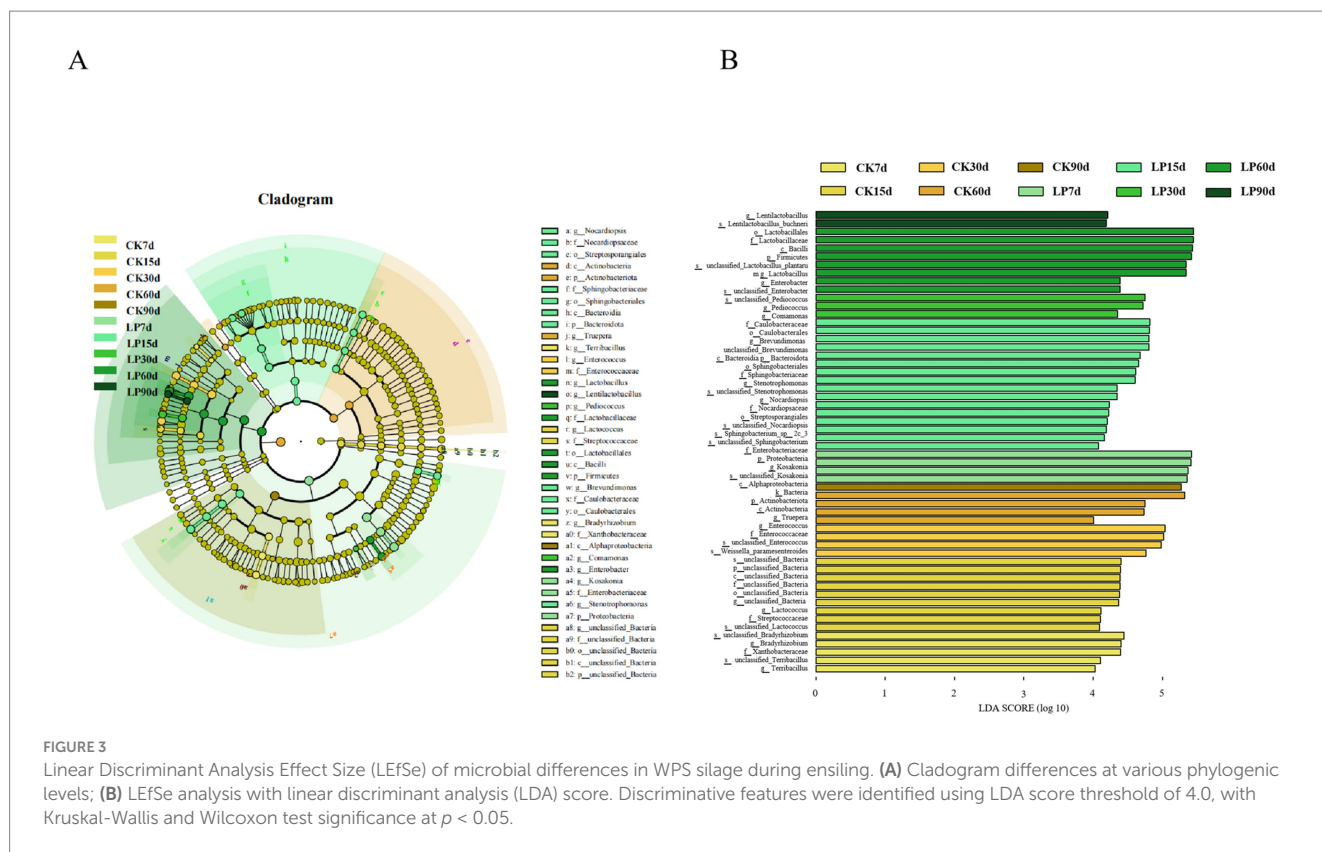 A
Cladogram
CK7d
CK15d
CK30d
CK60d
CK90d
LP7d
LP15d
LP30d
LP60d
LP90d
a: g__Nocardiopsis
b: f__Nocardiopsaceae
c: o__Streptosporangiales
d: c__Actinobacteria
e: p__Actinobacteriota
f: f__Sphingobacteriaceae
g: o__Sphingobacteriales
h: c__Bacteroidia
i: p__Bacteroidota
j: g__Truepera
k: g__Terribacillus
l: g__Enterococcus
m: f__Enterococcaceae
n: g__Lactobacillus
o: g__Lentilactobacillus
p: g__Pediococcus
q: f__Lactobacillaceae
r: g__Lactococcus
s: f__Streptococcaceae
t: o__Lactobacillales
u: c__Bacilli
v: p__Firmicutes
w: g__Brevundimonas
x: f__Caulobacteraceae
y: o__Caulobacterales
z: g__Bradyrhizobium
a0: f__Xanthobacteraceae
a1: c__Alphaproteobacteria
a2: g__Comamonas
a3: g__Enterobacter
a4: g__Kosakonia
a5: f__Enterobacteriaceae
a6: g__Stenotrophomonas
a7: p__Proteobacteria
a8: g__unclassified_Bacteria
a9: f__unclassified_Bacteria
b0: o__unclassified_Bacteria
b1: c__unclassified_Bacteria
b2: p__unclassified_Bacteria
B
CK7d CK30d CK90d LP15d LP60d
CK15d CK60d LP7d LP30d LP90d
g__Lentilactobacillus
s__Lentilactobacillus_buchneri
o__Lactobacillales
f__Lactobacillaceae
c__Bacilli
p__Firmicutes
s__unclassified_Lactobacillus_plantaru
m g__Lactobacillus
g__Enterobacter
s__unclassified_Enterobacter
s__unclassified_Pediococcus
g__Pediococcus
g__Comamonas
f__Caulobacteraceae
o__Caulobacterales
g__Brevundimonas
unclassified_Brevundimonas
c__Bacteroidia p__Bacteroidota
o__Sphingobacteriales
f__Sphingobacteriaceae
g__Stenotrophomonas
s__unclassified_Stenotrophomonas
g__Nocardiopsis
f__Nocardiopsaceae
o__Streptosporangiales
s__unclassified_Nocardiopsis
s__Sphingobacterium_sp__2c_3
s__unclassified_Sphingobacterium
f__Enterobacteriaceae
p__Proteobacteria
g__Kosakonia
s__unclassified_Kosakonia
c__Alphaproteobacteria
k__Bacteria
p__Actinobacteriota
c__Actinobacteria
g__Truepera
g__Enterococcus
f__Enterococcaceae
s__unclassified_Enterococcus
s__Weissella_paramesenteroides
s__unclassified_Bacteria
p__unclassified_Bacteria
c__unclassified_Bacteria
f__unclassified_Bacteria
o__unclassified_Bacteria
g__unclassified_Bacteria
g__Lactococcus
f__Streptococcaceae
s__unclassified_Lactococcus
s__unclassified_Bradyrhizobium
g__Bradyrhizobium
f__Xanthobacteraceae
s__unclassified_Terribacillus
g__Terribacillus
0 1 2 3 4 5
LDA SCORE (log 10)
FIGURE 3
Linear Discriminant Analysis Effect Size (LEfSe) of microbial differences in WPS silage during ensiling. (A) Cladogram differences at various phylogenic
levels; (B) LEfSe analysis with linear discriminant analysis (LDA) score. Discriminative features were identified using LDA score threshold of 4.0, with
Kruskal-Wallis and Wilcoxon test significance at p < 0.05.